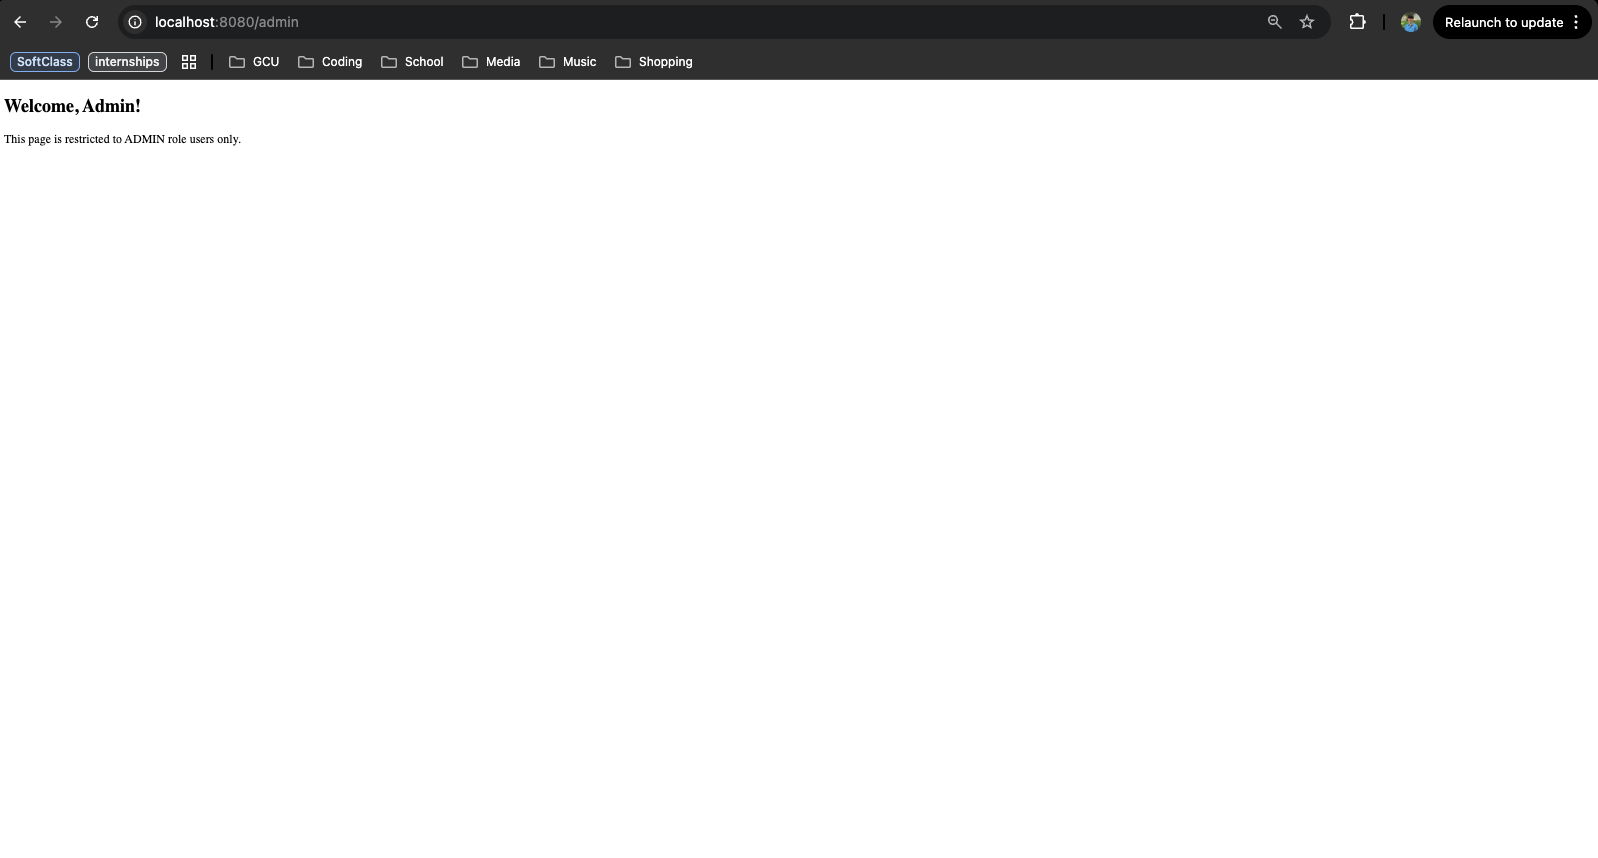 localhost:8080/admin
Relaunch to update
SoftClass internships GCU Coding School Media Music Shopping
Welcome, Admin!
This page is restricted to ADMIN role users only.